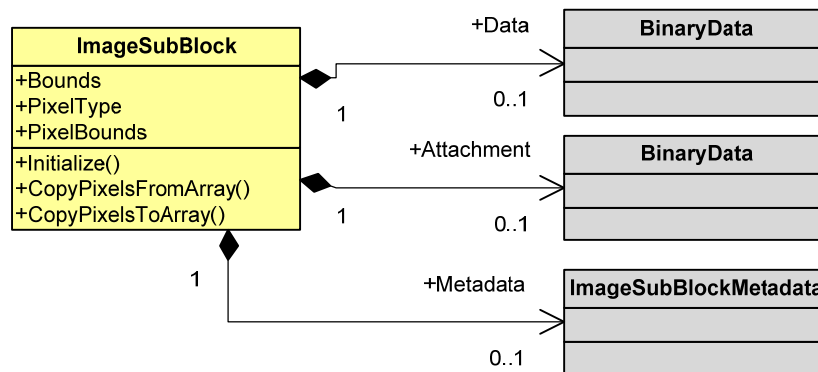 ImageSubBlock
+Bounds
+PixelType
+PixelBounds
+Initialize()
+CopyPixelsFromArray()
+CopyPixelsToArray()
+Data
1
0..1
BinaryData
+Attachment
1
0..1
BinaryData
1
+Metadata
0..1
ImageSubBlockMetadata